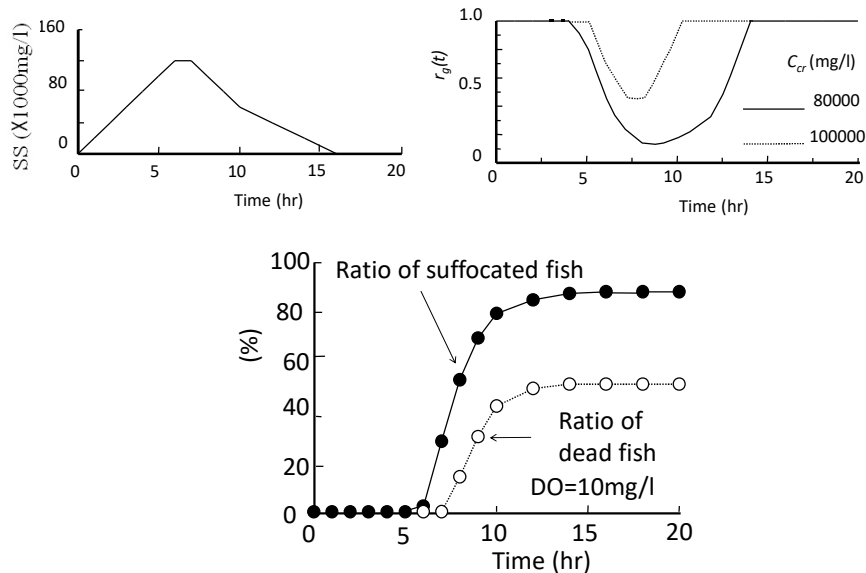 160
80
0
SS (X1000mg/l)
0 5 10 15 20
Time (hr)
1.0
0.5
0.0
r_g(t)
0 5 10 15 20
Time (hr)
C_cr (mg/l)
80000
100000
100
80
60
40
20
0
(%)
Ratio of suffocated fish
Ratio of
dead fish
DO=10mg/l
0 5 10 15 20
Time (hr)